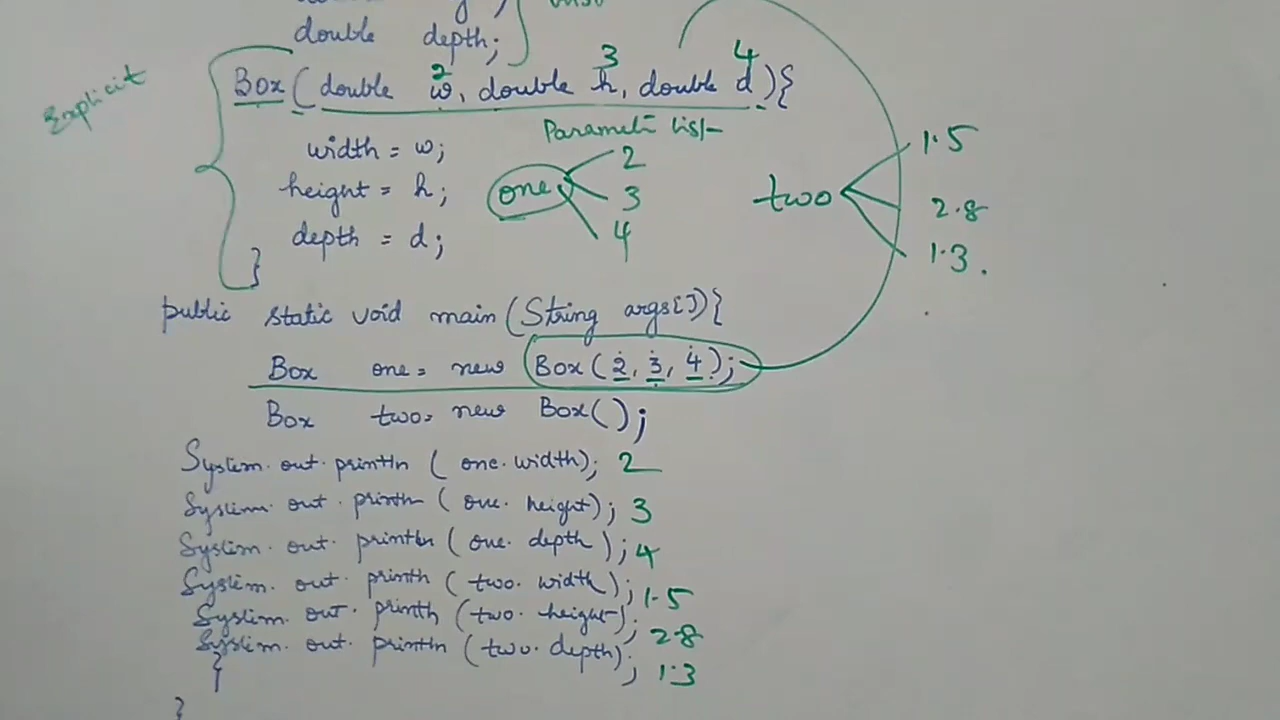 double depth;
Explicit
Box (double w, double h, double d){
2 3 4
Parameter list
width = w;
height = h;
depth = d;
}
one 2 3 4
two 1.5 2.8 1.3.
public static void main (String args[]){
Box one = new Box(2, 3, 4);
Box two = new Box();
System.out.println (one.width); 2
System.out.println (one.height); 3
System.out.println (one.depth); 4
System.out.println (two.width); 1.5
System.out.println (two.height); 2.8
System.out.println (two.depth); 1.3
}
}